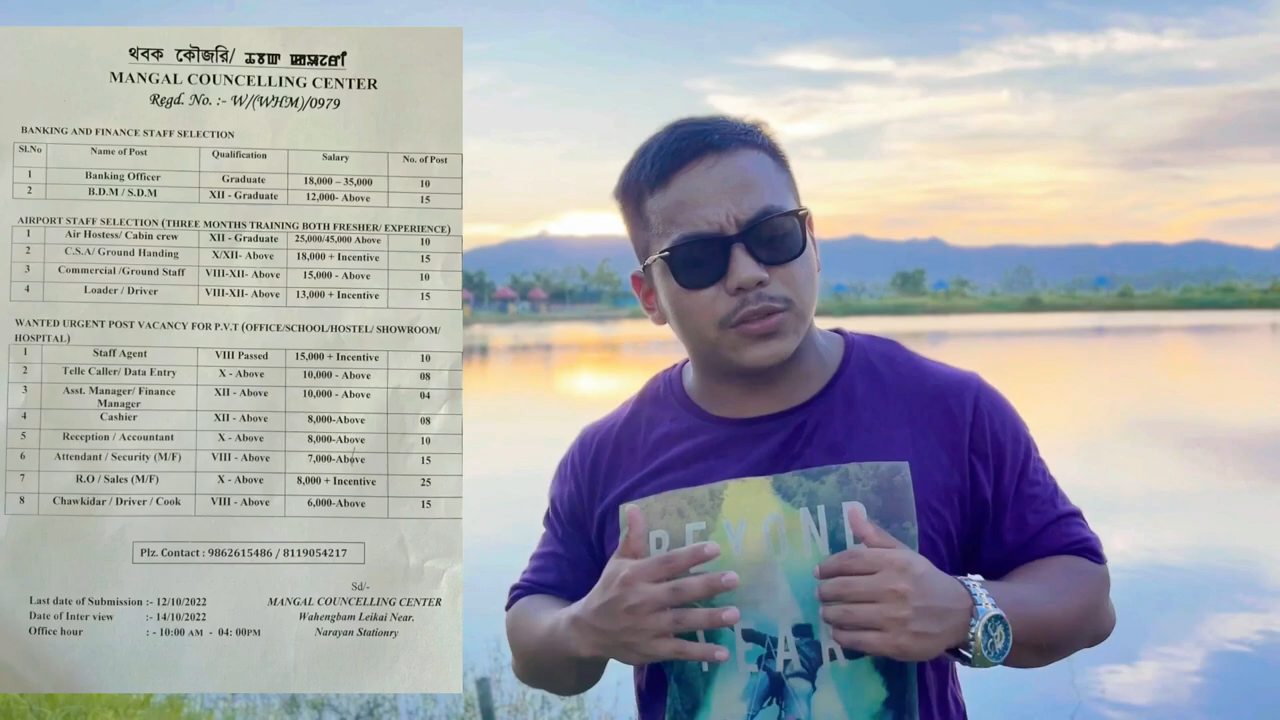 থবক কৌজরি/ ꯊꯕꯛ ꯀꯧꯖꯔꯤ
MANGAL COUNCELLING CENTER
Regd. No. :- W/(WHM)/0979
BANKING AND FINANCE STAFF SELECTION
Sl.No Name of Post Qualification Salary No. of Post
1 Banking Officer Graduate 18,000 – 35,000 10
2 B.D.M / S.D.M XII - Graduate 12,000- Above 15
AIRPORT STAFF SELECTION (THREE MONTHS TRAINING BOTH FRESHER/ EXPERIENCE)
1 Air Hostess/ Cabin crew XII - Graduate 25,000/45,000 Above 10
2 C.S.A/ Ground Handing X/XII- Above 18,000 + Incentive 15
3 Commercial /Ground Staff VIII-XII- Above 15,000 - Above 10
4 Loader / Driver VIII-XII- Above 13,000 + Incentive 15
WANTED URGENT POST VACANCY FOR P.V.T (OFFICE/SCHOOL/HOSTEL/ SHOWROOM/
HOSPITAL)
1 Staff Agent VIII Passed 15,000 + Incentive 10
2 Telle Caller/ Data Entry X - Above 10,000 - Above 08
3 Asst. Manager/ Finance XII - Above 10,000 - Above 04
Manager
4 Cashier XII - Above 8,000-Above 08
5 Reception / Accountant X - Above 8,000-Above 10
6 Attendant / Security (M/F) VIII - Above 7,000-Above 15
7 R.O / Sales (M/F) X - Above 8,000 + Incentive 25
8 Chawkidar / Driver / Cook VIII - Above 6,000-Above 15
Plz. Contact : 9862615486 / 8119054217
Sd/-
Last date of Submission :- 12/10/2022 MANGAL COUNCELLING CENTER
Date of Inter view :- 14/10/2022 Wahengbam Leikai Near.
Office hour : - 10:00 AM - 04: 00PM Narayan Stationry
BEYOND
YEAR